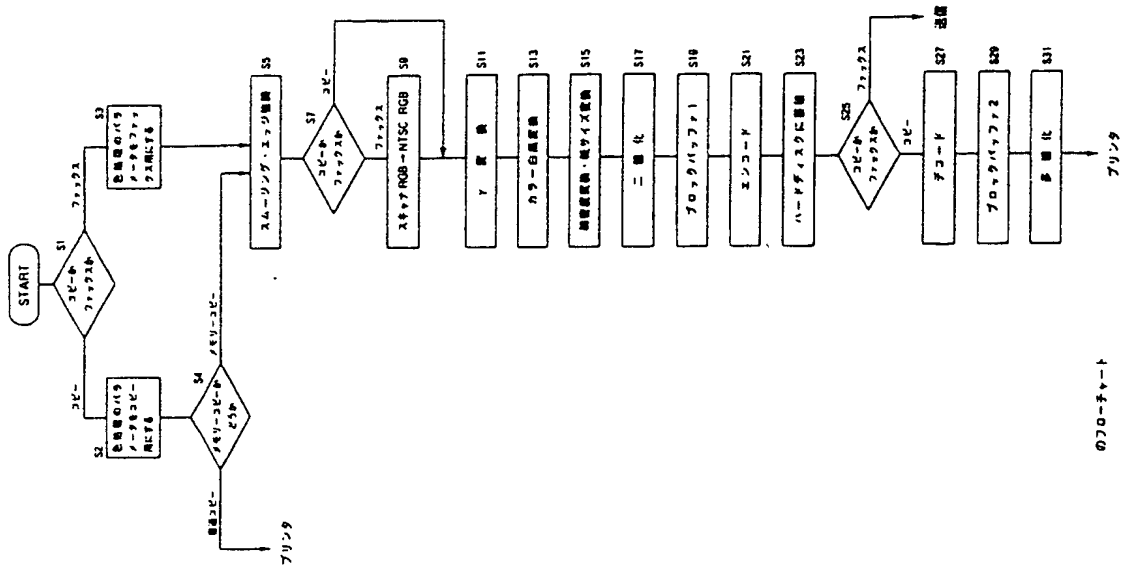 START
S1
コピーか
ファックスか
コピー
ファックス
S2
色処理のパラ
メータをコピー
用にする
S3
色処理のパラ
メータをファッ
クス用にする
S4
メモリーコピーか
どうか
普通コピー
メモリーコピー
プリンタ
S5
スムージング・エッジ強調
S7
コピーか
ファックスか
コピー
ファックス
S9
スキャナRGB→NTSC RGB
S11
γ 変 換
S13
カラー白黒変換
S15
線密度変換・紙サイズ変換
S17
二 値 化
S19
ブロックバッファ1
S21
エンコード
S23
ハードディスクに蓄積
S25
コピーか
ファックスか
ファックス
送信
コピー
S27
デコード
S29
ブロックバッファ2
S31
多 値 化
プリンタ
のフローチャート